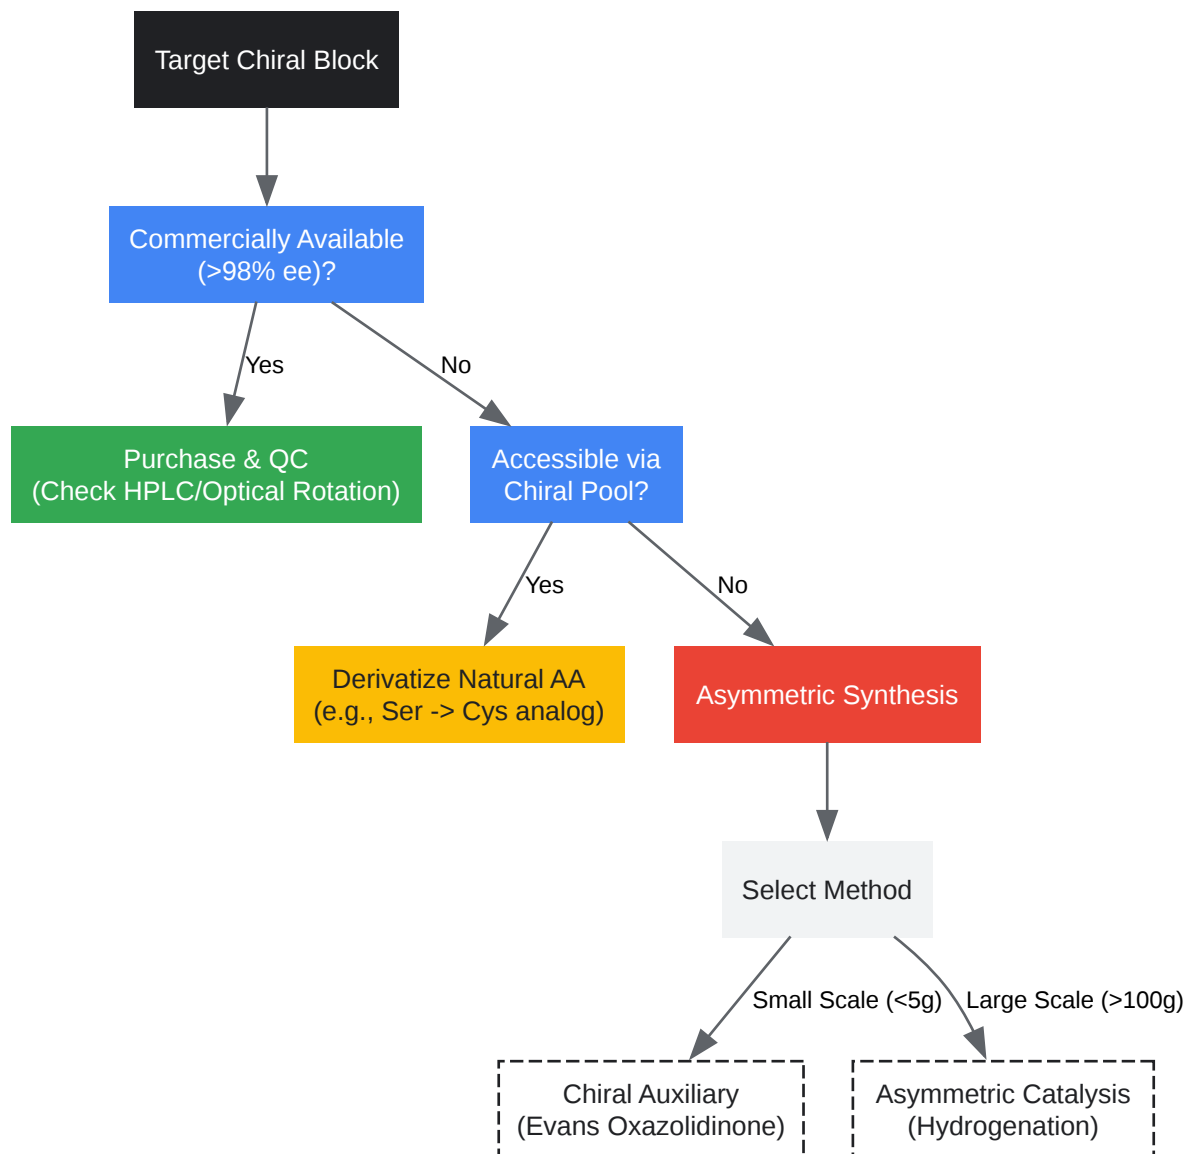 Target Chiral Block
Commercially Available
(>98% ee)?
Yes
No
Purchase & QC
(Check HPLC/Optical Rotation)
Accessible via
Chiral Pool?
Yes
No
Derivatize Natural AA
(e.g., Ser -> Cys analog)
Asymmetric Synthesis
Select Method
Small Scale (<5g)
Large Scale (>100g)
Chiral Auxiliary
(Evans Oxazolidinone)
Asymmetric Catalysis
(Hydrogenation)